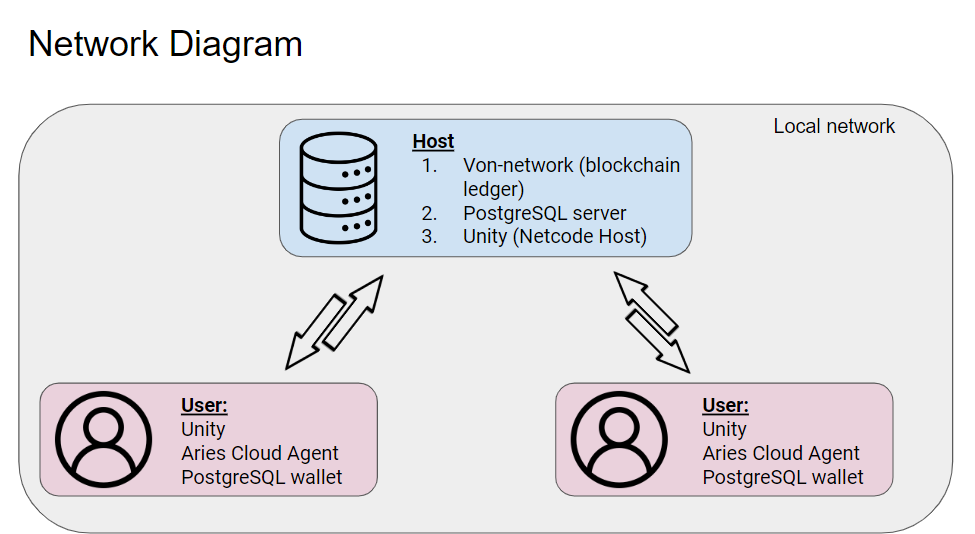 Network Diagram
Local network
Host
1. Von-network (blockchain
ledger)
2. PostgreSQL server
3. Unity (Netcode Host)
User:
Unity
Aries Cloud Agent
PostgreSQL wallet
User:
Unity
Aries Cloud Agent
PostgreSQL wallet